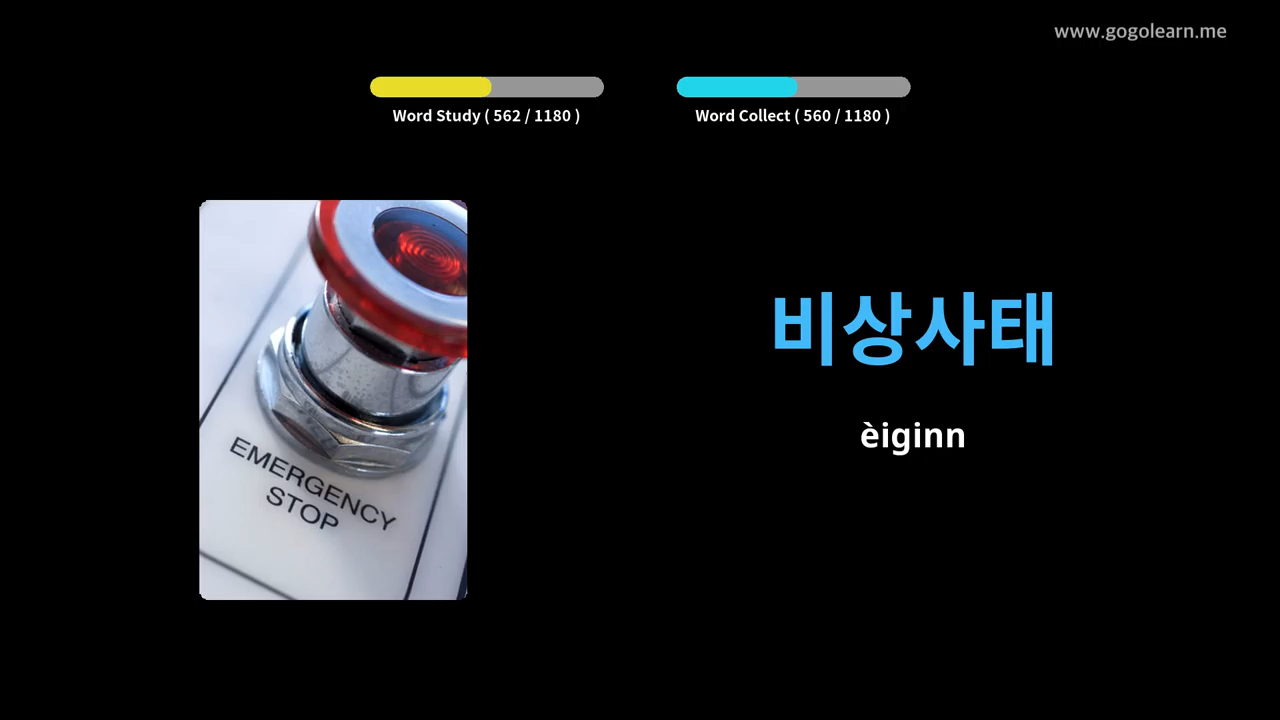 www.gogolearn.me
Word Study ( 562 / 1180 )
Word Collect ( 560 / 1180 )
EMERGENCY
STOP
비상사태
èiginn